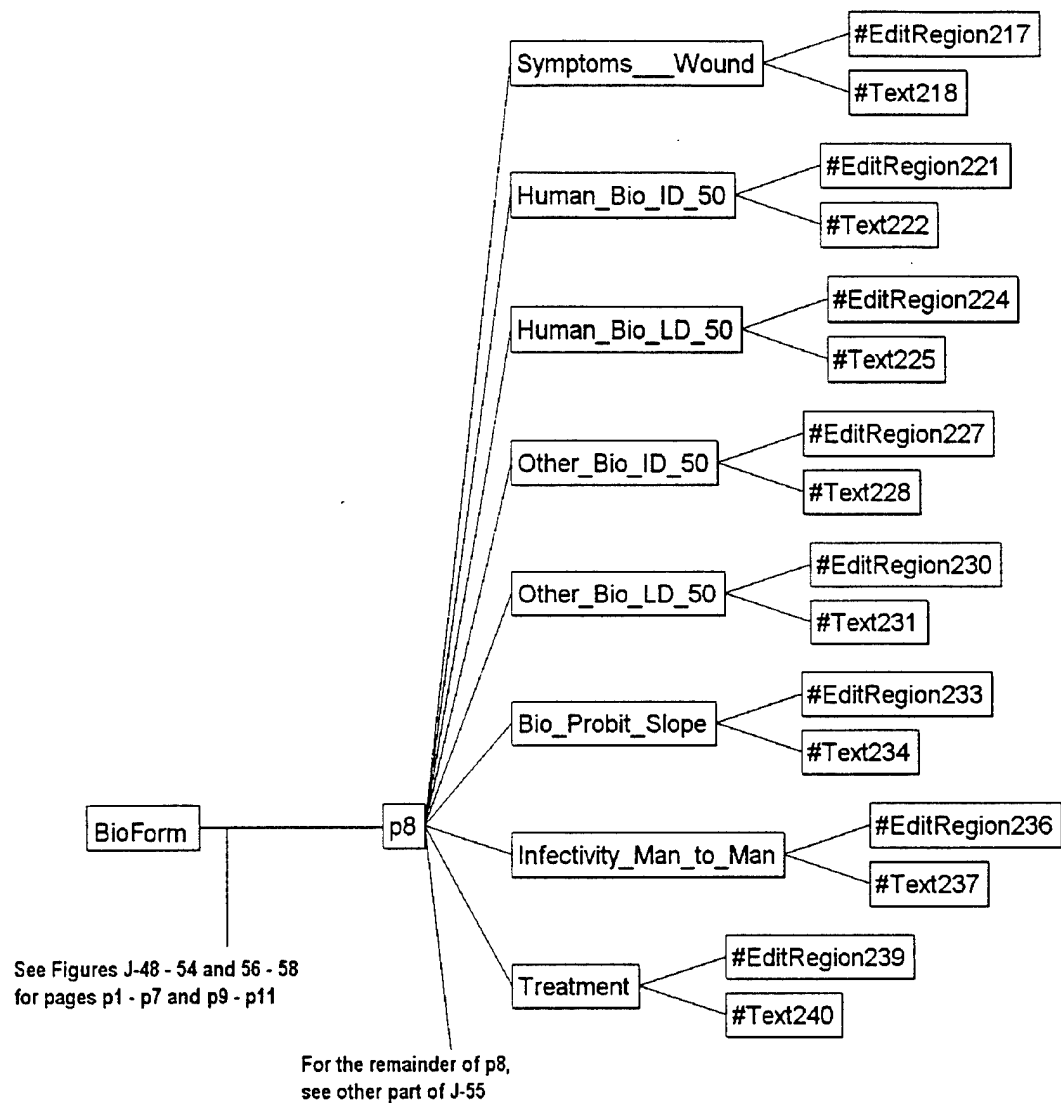 Symptoms___Wound
#EditRegion217
#Text218
Human_Bio_ID_50
#EditRegion221
#Text222
Human_Bio_LD_50
#EditRegion224
#Text225
Other_Bio_ID_50
#EditRegion227
#Text228
Other_Bio_LD_50
#EditRegion230
#Text231
Bio_Probit_Slope
#EditRegion233
#Text234
BioForm
p8
Infectivity_Man_to_Man
#EditRegion236
#Text237
Treatment
#EditRegion239
#Text240
See Figures J-48 - 54 and 56 - 58
for pages p1 - p7 and p9 - p11
For the remainder of p8,
see other part of J-55